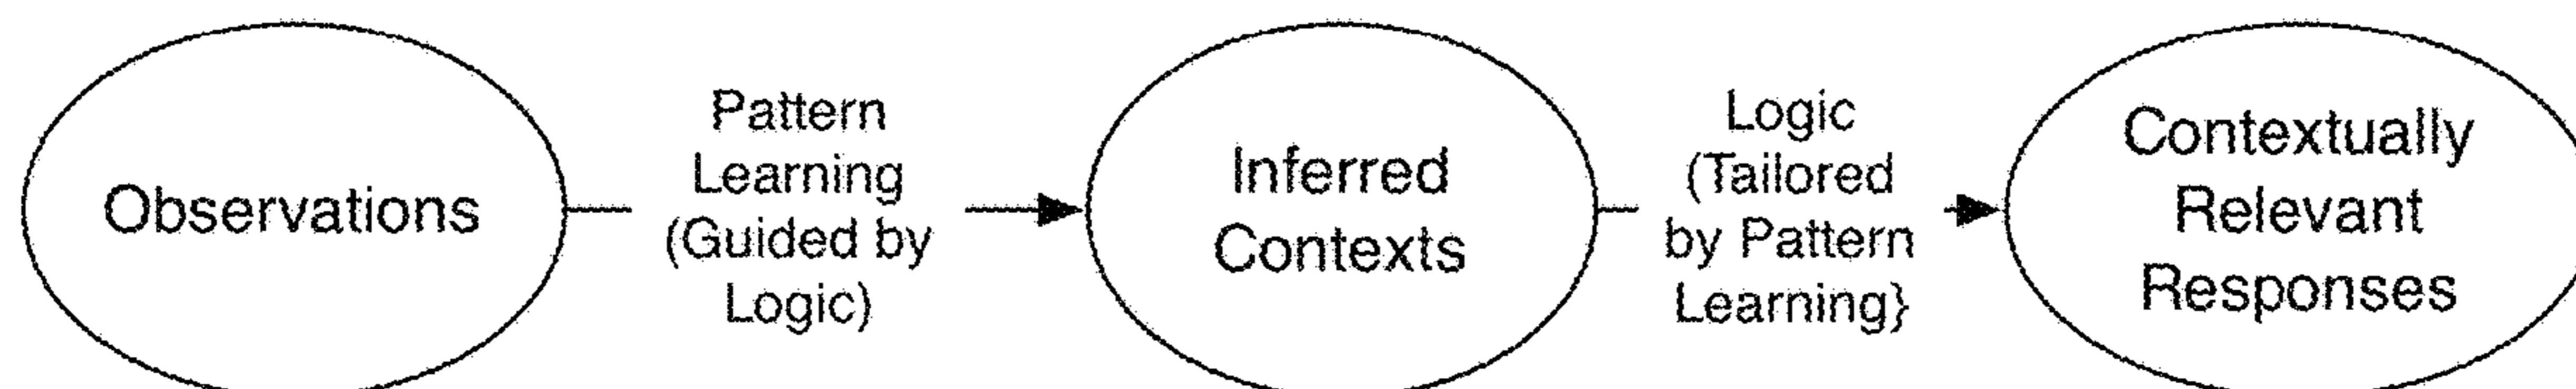 Observations
Pattern
Learning
(Guided by
Logic)
Inferred
Contexts
Logic
(Tailored
by Pattern
Learning}
Contextually
Relevant
Responses